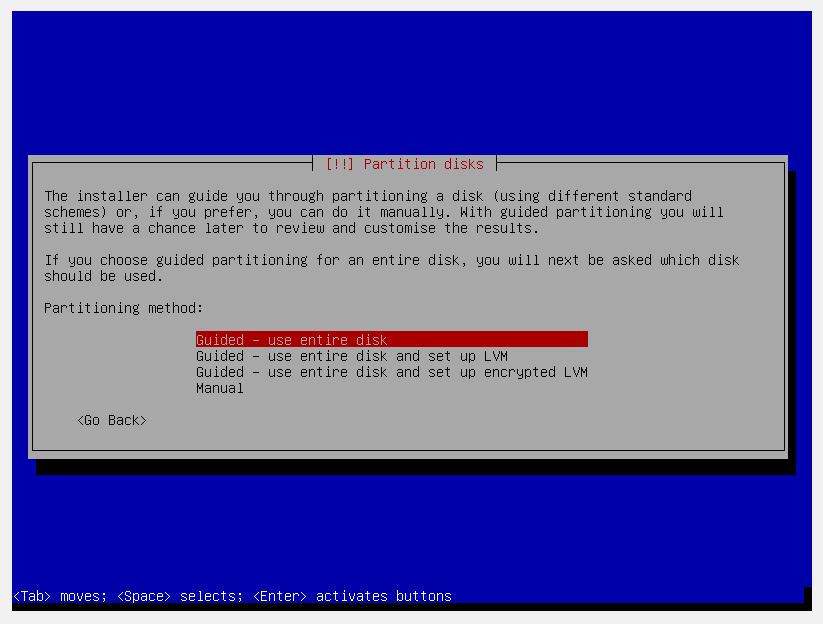 [!!] Partition disks
The installer can guide you through partitioning a disk (using different standard
schemes) or, if you prefer, you can do it manually. With guided partitioning you will
still have a chance later to review and customise the results.
If you choose guided partitioning for an entire disk, you will next be asked which disk
should be used.
Partitioning method:
Guided - use entire disk
Guided - use entire disk and set up LVM
Guided - use entire disk and set up encrypted LVM
Manual
<Go Back>
<Tab> moves; <Space> selects; <Enter> activates buttons